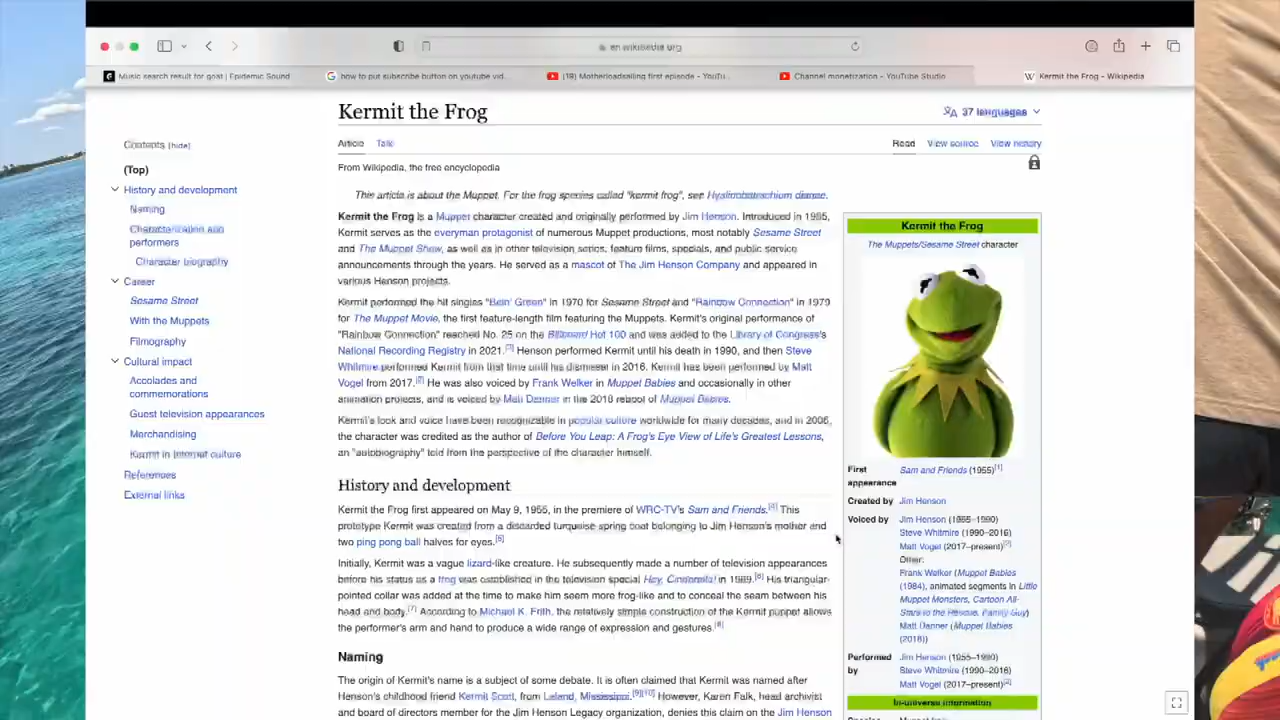 en.wikipedia.org
Music search result for goat | Epidemic Sound
how to put subscribe button on youtube vid...
(19) Motherloadsailing first episode - YouTu...
Channel monetization - YouTube Studio
Kermit the Frog - Wikipedia
Kermit the Frog
37 languages
Article Talk
Read View source View history
From Wikipedia, the free encyclopedia
Contents [hide]
(Top)
History and development
Naming
Characterization and
performers
Character biography
Career
Sesame Street
With the Muppets
Filmography
Cultural impact
Accolades and
commendations
Guest television appearances
Merchandising
Kermit in Internet culture
References
External links
This article is about the Muppet. For the frog species called "kermit frog", see Hyalinobatrachium dianae.
Kermit the Frog is a Muppet character created and originally performed by Jim Henson. Introduced in 1955,
Kermit serves as the everyman protagonist of numerous Muppet productions, most notably Sesame Street
and The Muppet Show, as well as in other television series, feature films, specials, and public service
announcements through the years. He served as a mascot of The Jim Henson Company and appeared in
various Henson projects.
Kermit performed the hit singles "Bein' Green" in 1970 for Sesame Street and "Rainbow Connection" in 1979
for The Muppet Movie, the first feature-length film featuring the Muppets. Kermit's original performance of
"Rainbow Connection" reached No. 25 on the Billboard Hot 100 and was added to the Library of Congress's
National Recording Registry in 2021.[3] Henson performed Kermit until his death in 1990, and then Steve
Whitmire performed Kermit from that time until his dismissal in 2016. Kermit has been performed by Matt
Vogel from 2017.[2] He was also voiced by Frank Welker in Muppet Babies and occasionally in other
animation projects, and is voiced by Matt Danner in the 2018 reboot of Muppet Babies.
Kermit's look and voice have been recognizable in popular culture worldwide for many decades, and in 2006,
the character was credited as the author of Before You Leap: A Frog's Eye View of Life's Greatest Lessons,
an "autobiography" told from the perspective of the character himself.
History and development
Kermit the Frog first appeared on May 9, 1955, in the premiere of WRC-TV's Sam and Friends.[4] This
prototype Kermit was created from a discarded turquoise spring coat belonging to Jim Henson's mother and
two ping pong ball halves for eyes.[5]
Initially, Kermit was a vague lizard-like creature. He subsequently made a number of television appearances
before his status as a frog was established in the television special Hey, Cinderella! in 1969.[6] His triangular-
pointed collar was added at the time to make him seem more frog-like and to conceal the seam between his
head and body.[7] According to Michael K. Frith, the relatively simple construction of the Kermit puppet allows
the performer's arm and hand to produce a wide range of expression and gestures.[8]
Naming
The origin of Kermit's name is a subject of some debate. It is often claimed that Kermit was named after
Henson's childhood friend Kermit Scott, from Leland, Mississippi.[9][10] However, Karen Falk, head archivist
and board of directors member for the Jim Henson Legacy organization, denies this claim on the Jim Henson
Kermit the Frog
The Muppets/Sesame Street character
First appearance Sam and Friends (1955)[1]
Created by Jim Henson
Voiced by Jim Henson (1955–1990)
Steve Whitmire (1990–2016)
Matt Vogel (2017–present)[2]
Other:
Frank Welker (Muppet Babies
(1984), animated segments in Little
Muppet Monsters, Cartoon All-
Stars to the Rescue, Family Guy)
Matt Danner (Muppet Babies
(2018))
Performed by Jim Henson (1955–1990)
Steve Whitmire (1990–2016)
Matt Vogel (2017–present)[2]
In-universe information